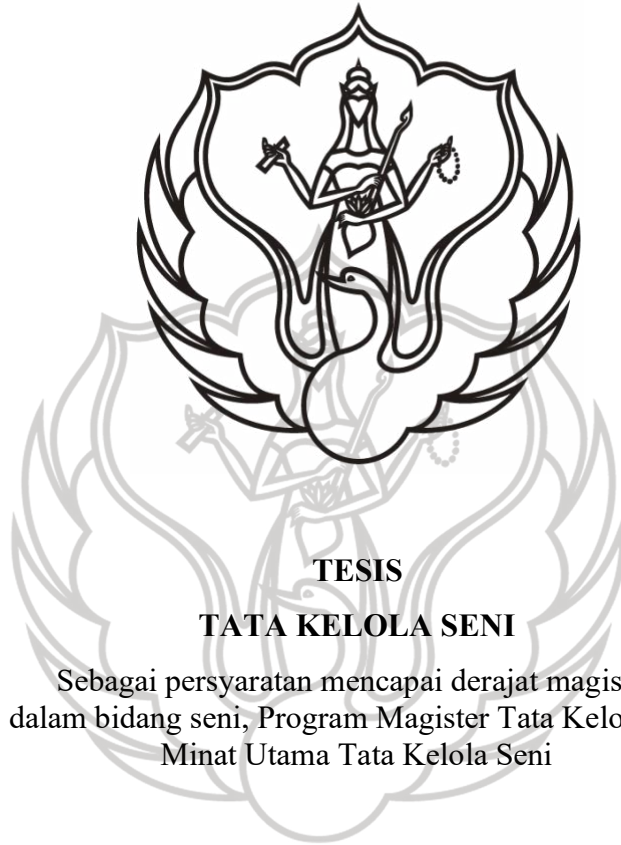 TESIS
TATA KELOLA SENI
Sebagai persyaratan mencapai derajat magis
dalam bidang seni, Program Magister Tata Kelo
Minat Utama Tata Kelola Seni